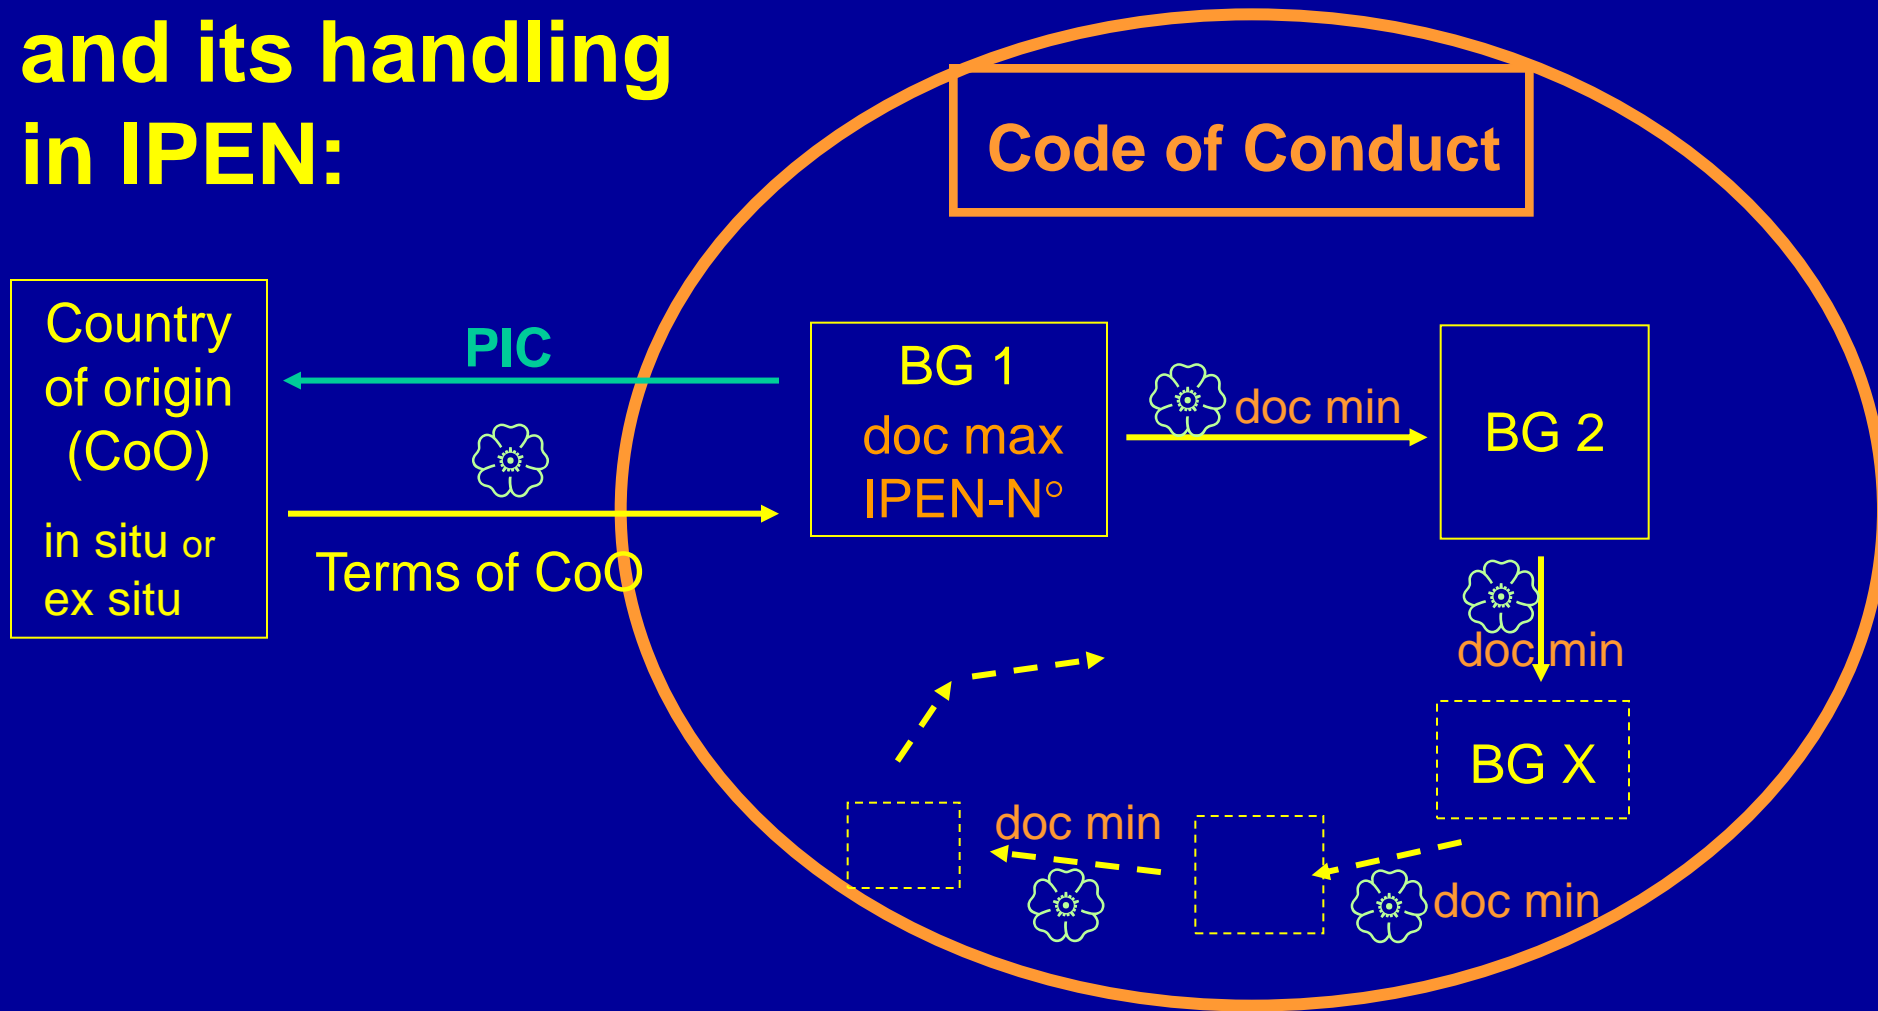 and its handling
in IPEN:
Code of Conduct
Country
of origin
(CoO)
in situ or
ex situ
PIC
Terms of CoO
BG 1
doc max
IPEN-N°
doc min
BG 2
doc min
BG X
doc min
doc min